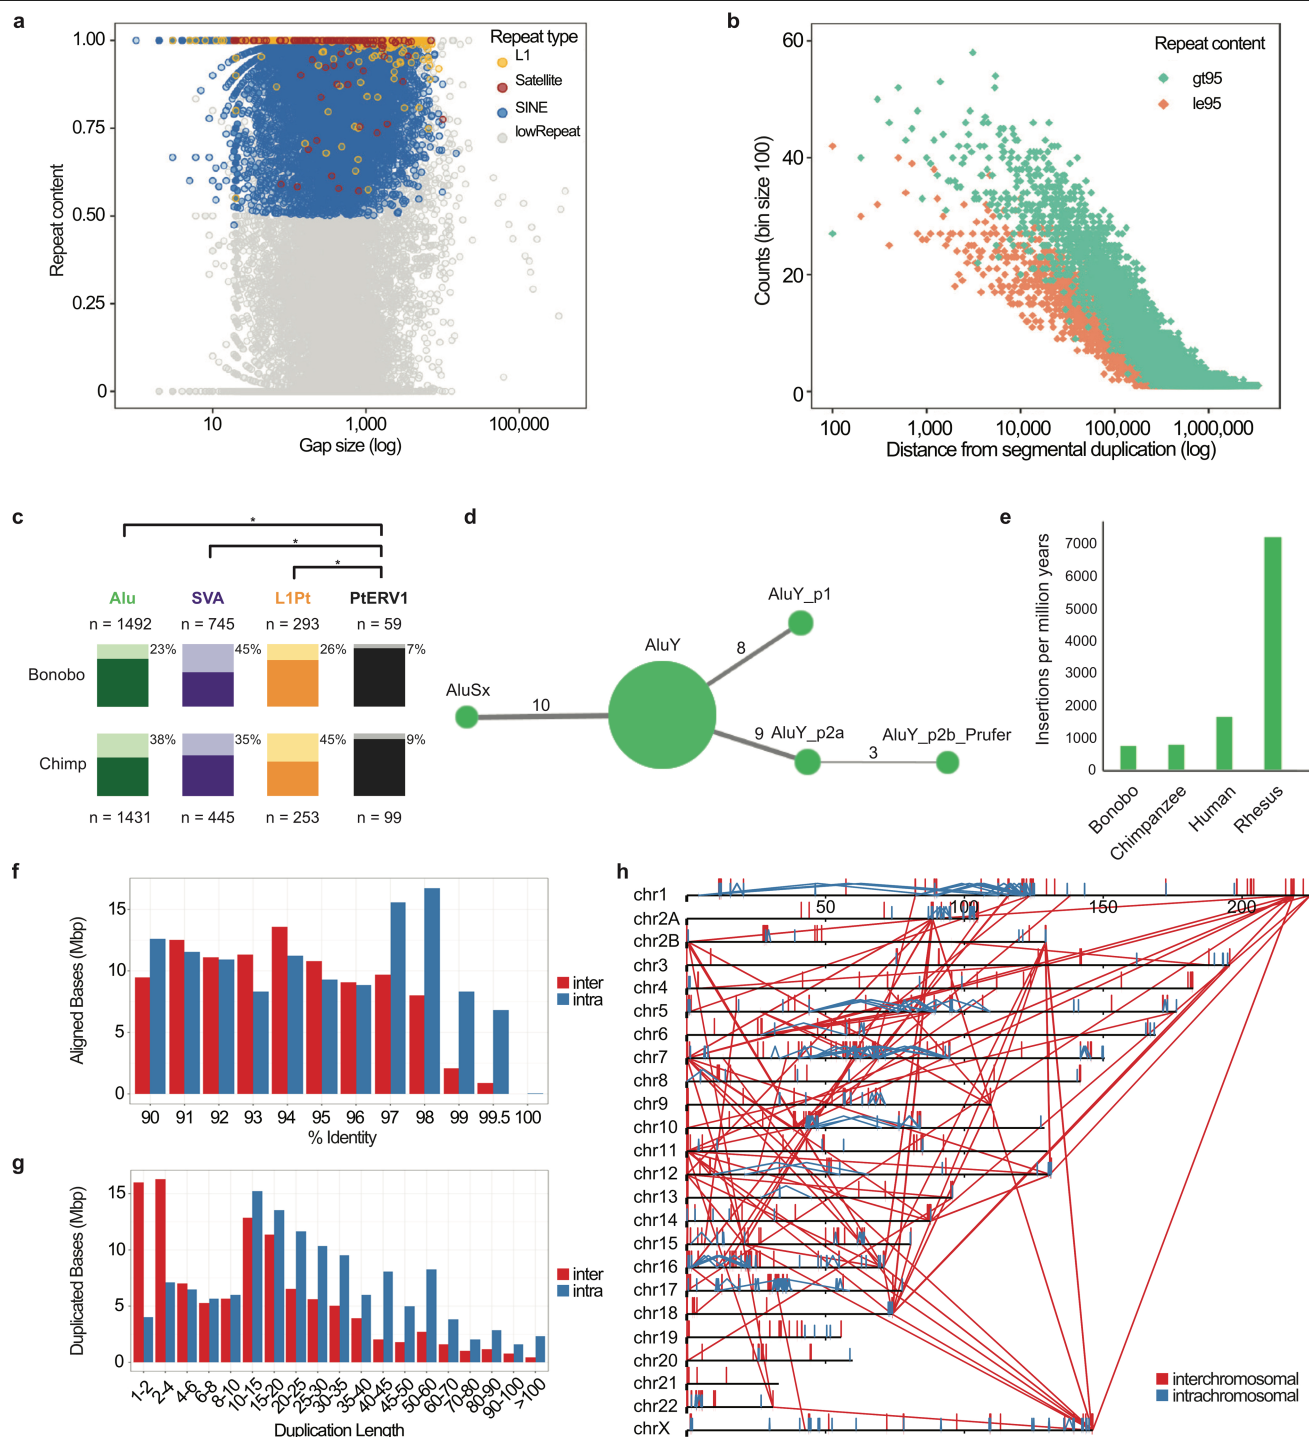 a
1.00
0.75
0.50
0.25
0
Repeat content
Repeat type
L1
Satellite
SINE
lowRepeat
10
1,000
100,000
Gap size (log)
b
60
40
20
0
Counts (bin size 100)
Repeat content
gt95
le95
100
1,000
10,000
100,000
1,000,000
Distance from segmental duplication (log)
c
*
*
*
Alu
SVA
L1Pt
PtERV1
n = 1492
n = 745
n = 293
n = 59
Bonobo
23%
45%
26%
7%
Chimp
38%
35%
45%
9%
n = 1431
n = 445
n = 253
n = 99
d
AluY_p1
8
AluY
AluSx
10
9
AluY_p2a
3
AluY_p2b_Prufer
e
Insertions per million years
7000
6000
5000
4000
3000
2000
1000
0
Bonobo
Chimpanzee
Human
Rhesus
f
Aligned Bases (Mbp)
15
10
5
0
90
91
92
93
94
95
96
97
98
99
99.5
100
% Identity
inter
intra
g
Duplicated Bases (Mbp)
15
10
5
0
1-2
2-4
4-6
6-8
8-10
10-15
15-20
20-25
25-30
30-35
35-40
40-45
45-50
50-60
60-70
70-80
80-90
90-100
>100
Duplication Length
inter
intra
h
chr1
50
100
150
200
chr2A
chr2B
chr3
chr4
chr5
chr6
chr7
chr8
chr9
chr10
chr11
chr12
chr13
chr14
chr15
chr16
chr17
chr18
chr19
chr20
chr21
chr22
chrX
interchromosomal
intrachromosomal